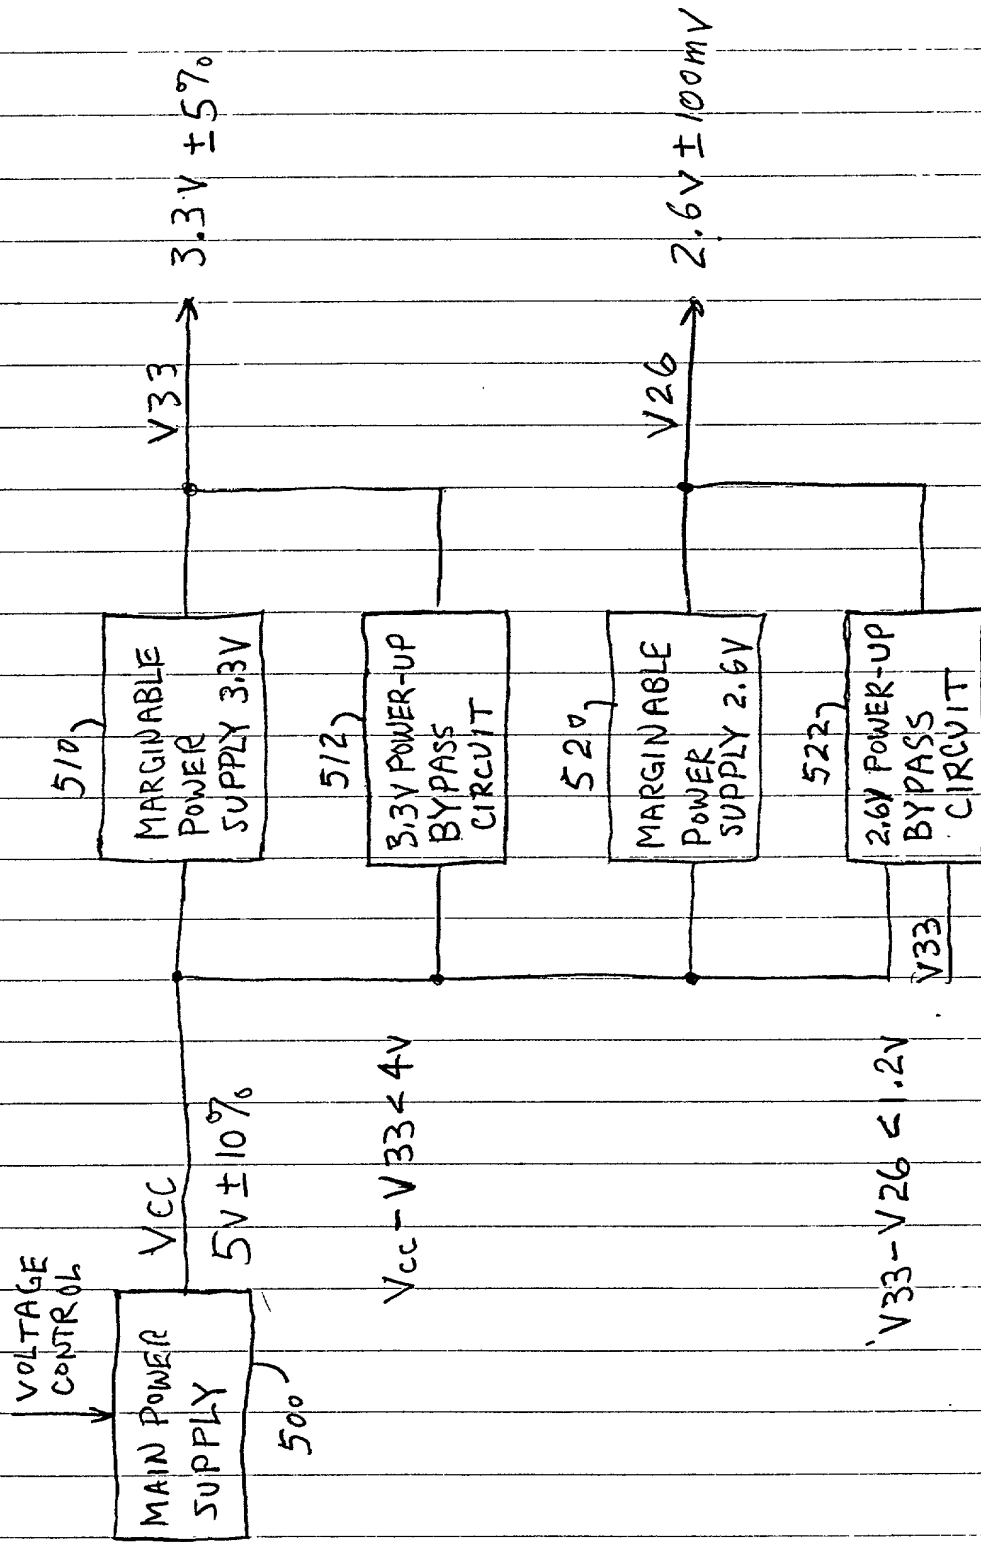 VOLTAGE
CONTROL
MAIN POWER
SUPPLY
500
VCC
5V ± 10%
510
MARGINABLE
POWER
SUPPLY 3.3V
V33
3.3V ± 5%
Vcc - V33 < 4V
512
3.3V POWER-UP
BYPASS
CIRCUIT
520
MARGINABLE
POWER
SUPPLY 2.6V
V26
2.6V ± 100mV
V33 - V26 < 1.2V
V33
522
2.6V POWER-UP
BYPASS
CIRCUIT